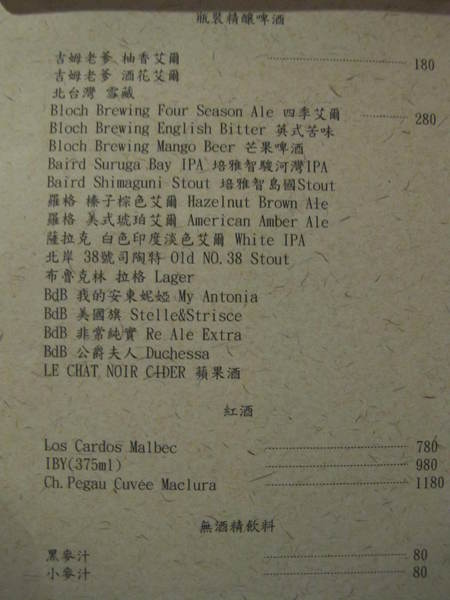 瓶裝精釀啤酒
吉姆老爹 柚香艾爾 180
吉姆老爹 酒花艾爾
北台灣 雪藏
Bloch Brewing Four Season Ale 四季艾爾 280
Bloch Brewing English Bitter 英式苦味
Bloch Brewing Mango Beer 芒果啤酒
Baird Suruga Bay IPA 培雅智駿河灣IPA
Baird Shimaguni Stout 培雅智島國Stout
羅格 榛子棕色艾爾 Hazelnut Brown Ale
羅格 美式琥珀艾爾 American Amber Ale
薩拉克 白色印度淡色艾爾 White IPA
北岸 38號司陶特 Old NO.38 Stout
布魯克林 拉格 Lager
BdB 我的安東妮婭 My Antonia
BdB 美國旗 Stelle&Strisce
BdB 非常純實 Re Ale Extra
BdB 公爵夫人 Duchessa
LE CHAT NOIR CIDER 蘋果酒
紅酒
Los Cardos Malbec 780
IBY(375ml) 980
Ch.Pegau Cuvée Maclura 1180
無酒精飲料
黑麥汁 80
小麥汁 80